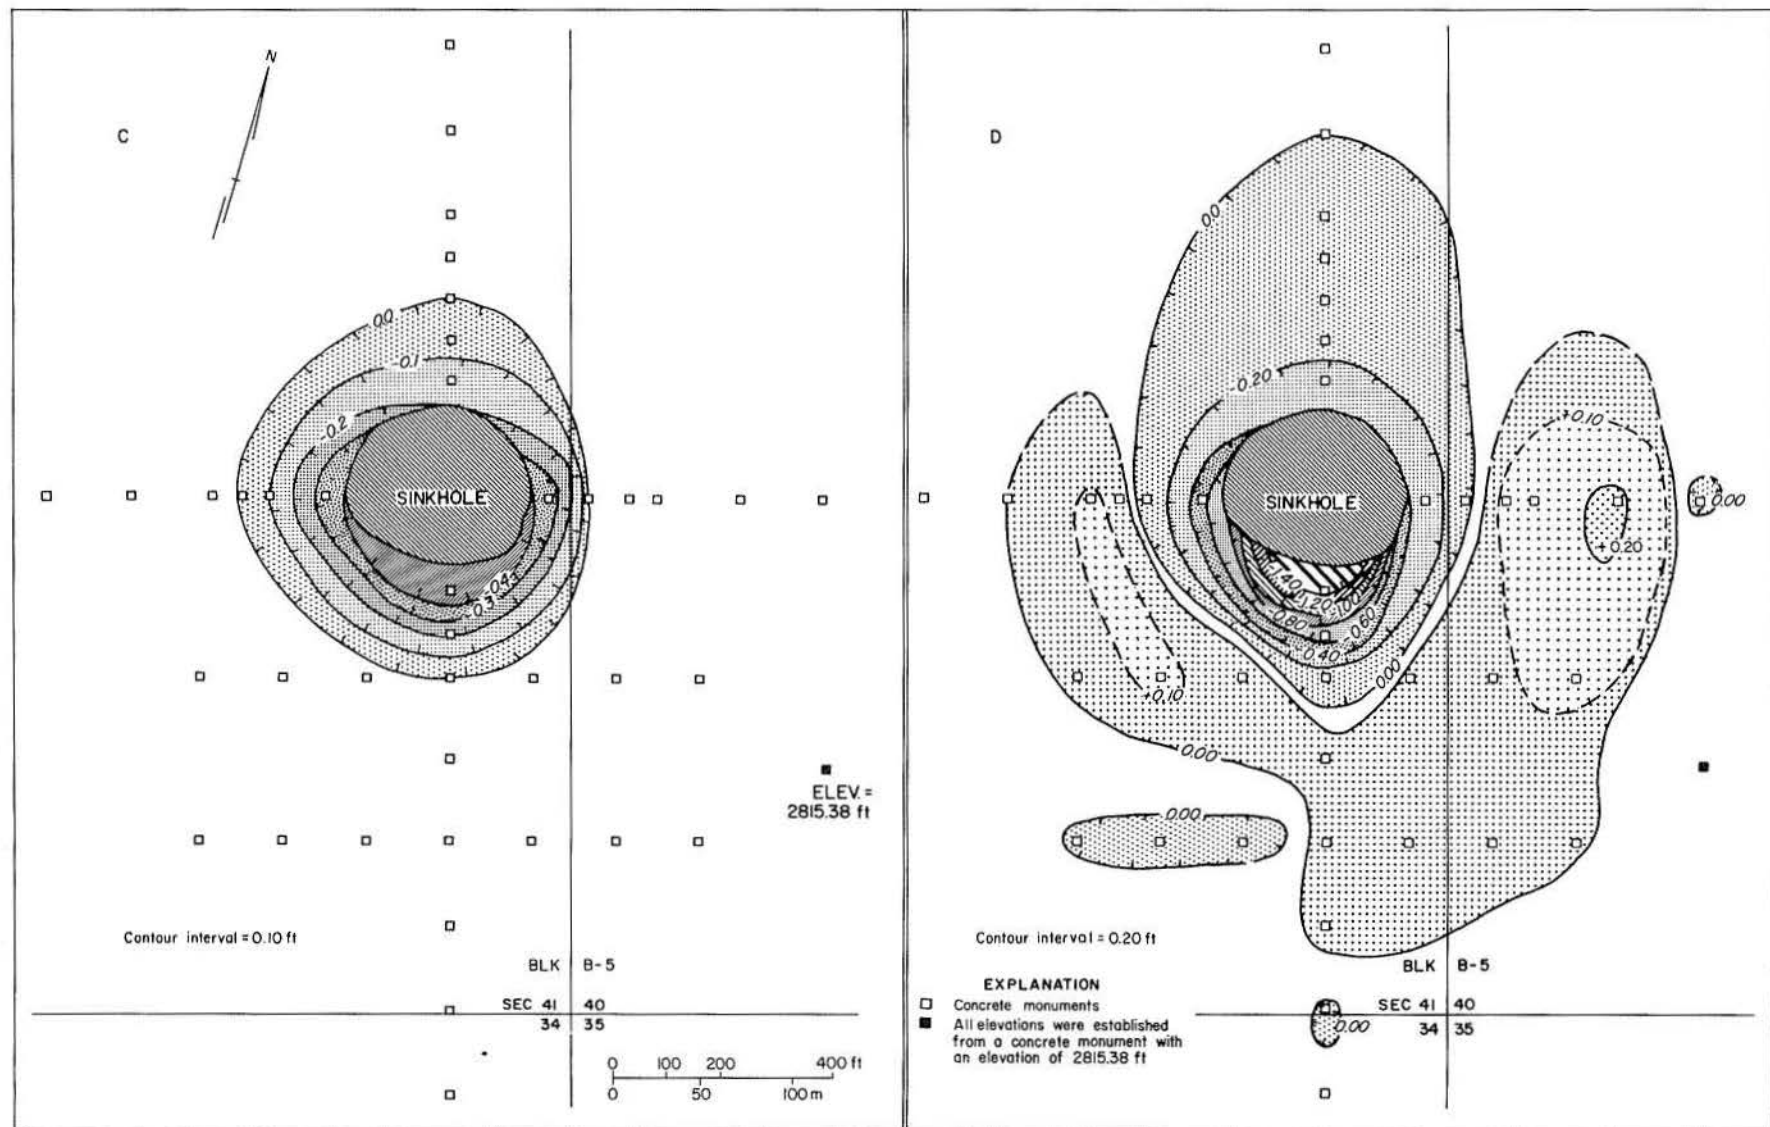 N
C
0.0
-0.1
-0.2
SINKHOLE
-0.4
-0.3
ELEV.=
2815.38 ft
Contour interval = 0.10 ft
BLK B-5
SEC 41 40
34 35
0 100 200 400 ft
0 50 100 m
D
0.0
-0.20
+0.10
SINKHOLE
0.00
+0.20
1.40
1.20
-1.00
0.80
-0.60
0.40
0.00
+0.10
0.00
0.00
Contour interval = 0.20 ft
BLK B-5
EXPLANATION
Concrete monuments
All elevations were established
from a concrete monument with
an elevation of 2815.38 ft
SEC 41 40
34 35
0.00